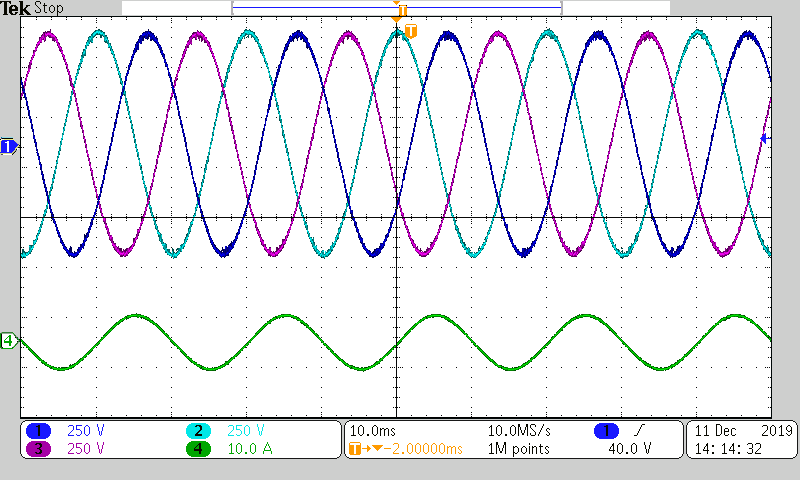 Tek Stop
T
T
1
4
1 250 V 2 250 V
3 250 V 4 10.0 A
10.0ms 10.0MS/s 1
T→▼−2.00000ms 1M points 40.0 V
11 Dec 2019
14:14:32